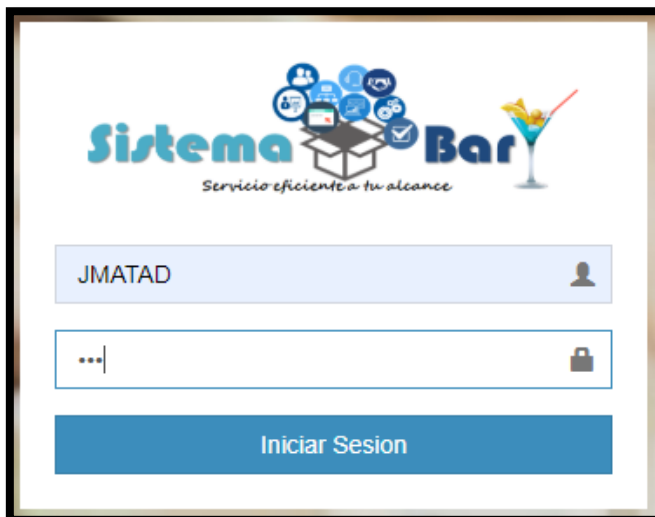 Sistema Bar
Servicio eficiente a tu alcance
JMATAD
•••
Iniciar Sesion